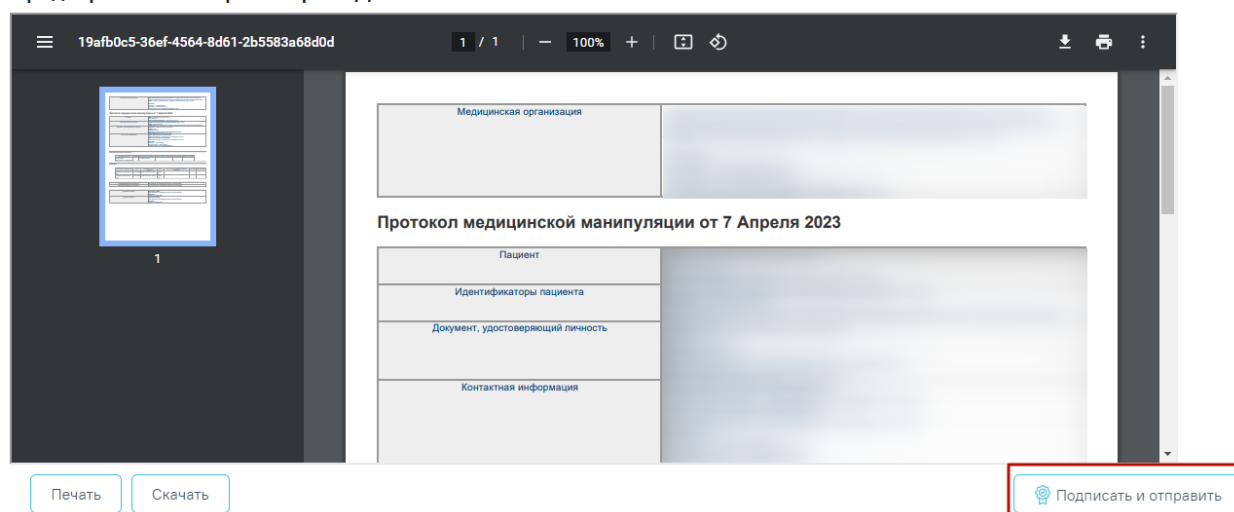 19afb0c5-36ef-4564-8d61-2b5583a68d0d
1 / 1
100%
Медицинская организация
Протокол медицинской манипуляции от 7 Апреля 2023
1
Пациент
Идентификаторы пациента
Документ, удостоверяющий личность
Контактная информация
Печать
Скачать
Подписать и отправить